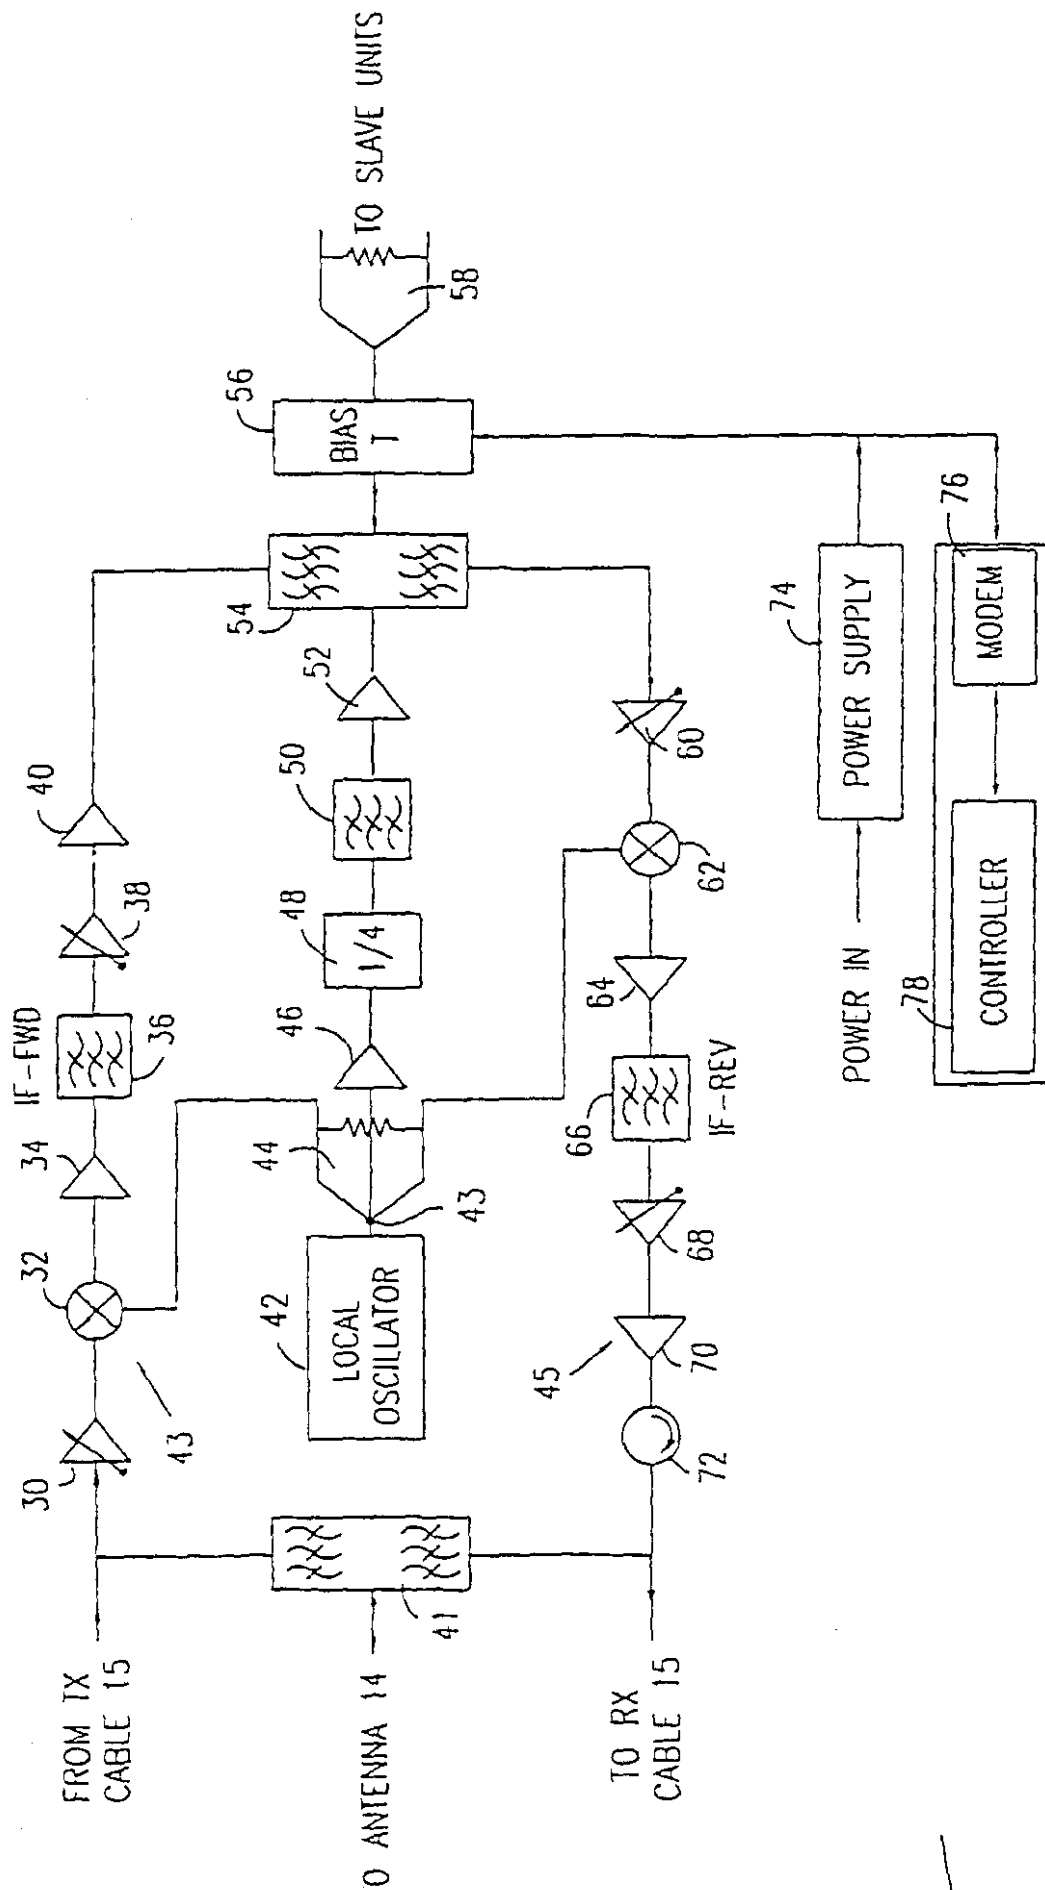 FROM TX
CABLE 15
O ANTENNA 14
TO RX
CABLE 15
30
43
32
34
IF-FWD
36
38
40
41
42
LOCAL
OSCILLATOR
43
44
46
48
1/4
50
52
54
56
BIAS
T
58
TO SLAVE UNITS
72
45
70
68
66
IF-REV
64
62
60
POWER IN
74
POWER SUPPLY
78
CONTROLLER
76
MODEM